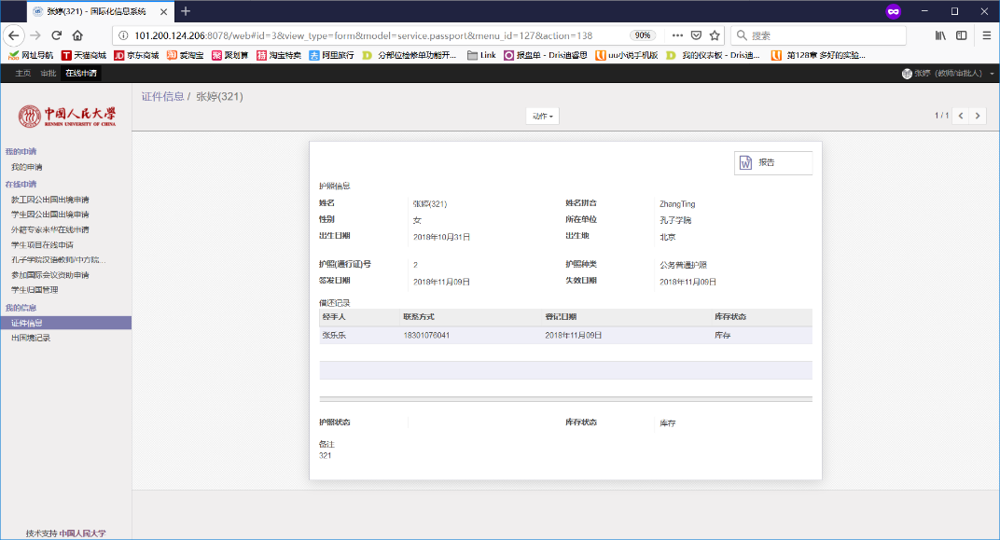 张婷(321) - 国际化信息系统
101.200.124.206:8078/web#id=3&view_type=form&model=service.passport&menu_id=127&action=138
90%
搜索
网址导航 天猫商城 京东商城 爱淘宝 聚划算 淘宝特卖 阿里旅行 分部位检修单功能开... Link 报盘单 - Dris迪睿思 uu小说手机版 我的仪表板 - Dris迪... 第128章 多好的实验...
主页 审批 在线申请
张婷 (教师/审批人)
中国人民大学
RENMIN UNIVERSITY OF CHINA
证件信息 / 张婷(321)
动作
1 / 1
我的申请
我的申请
在线申请
教工因公出国出境申请
学生因公出国出境申请
外籍专家来华在线申请
学生项目在线申请
孔子学院汉语教师/中方院...
参加国际会议资助申请
学生归国管理
我的信息
证件信息
出国境记录
报告
护照信息
姓名 张婷(321) 姓名拼音 ZhangTing
性别 女 所在单位 孔子学院
出生日期 2018年10月31日 出生地 北京
护照(通行证)号 2 护照种类 公务普通护照
签发日期 2018年11月09日 失效日期 2018年11月09日
借还记录
经手人 联系方式 登记日期 库存状态
张乐乐 18301076041 2018年11月09日 库存
护照状态 库存状态 库存
备注
321
技术支持 中国人民大学